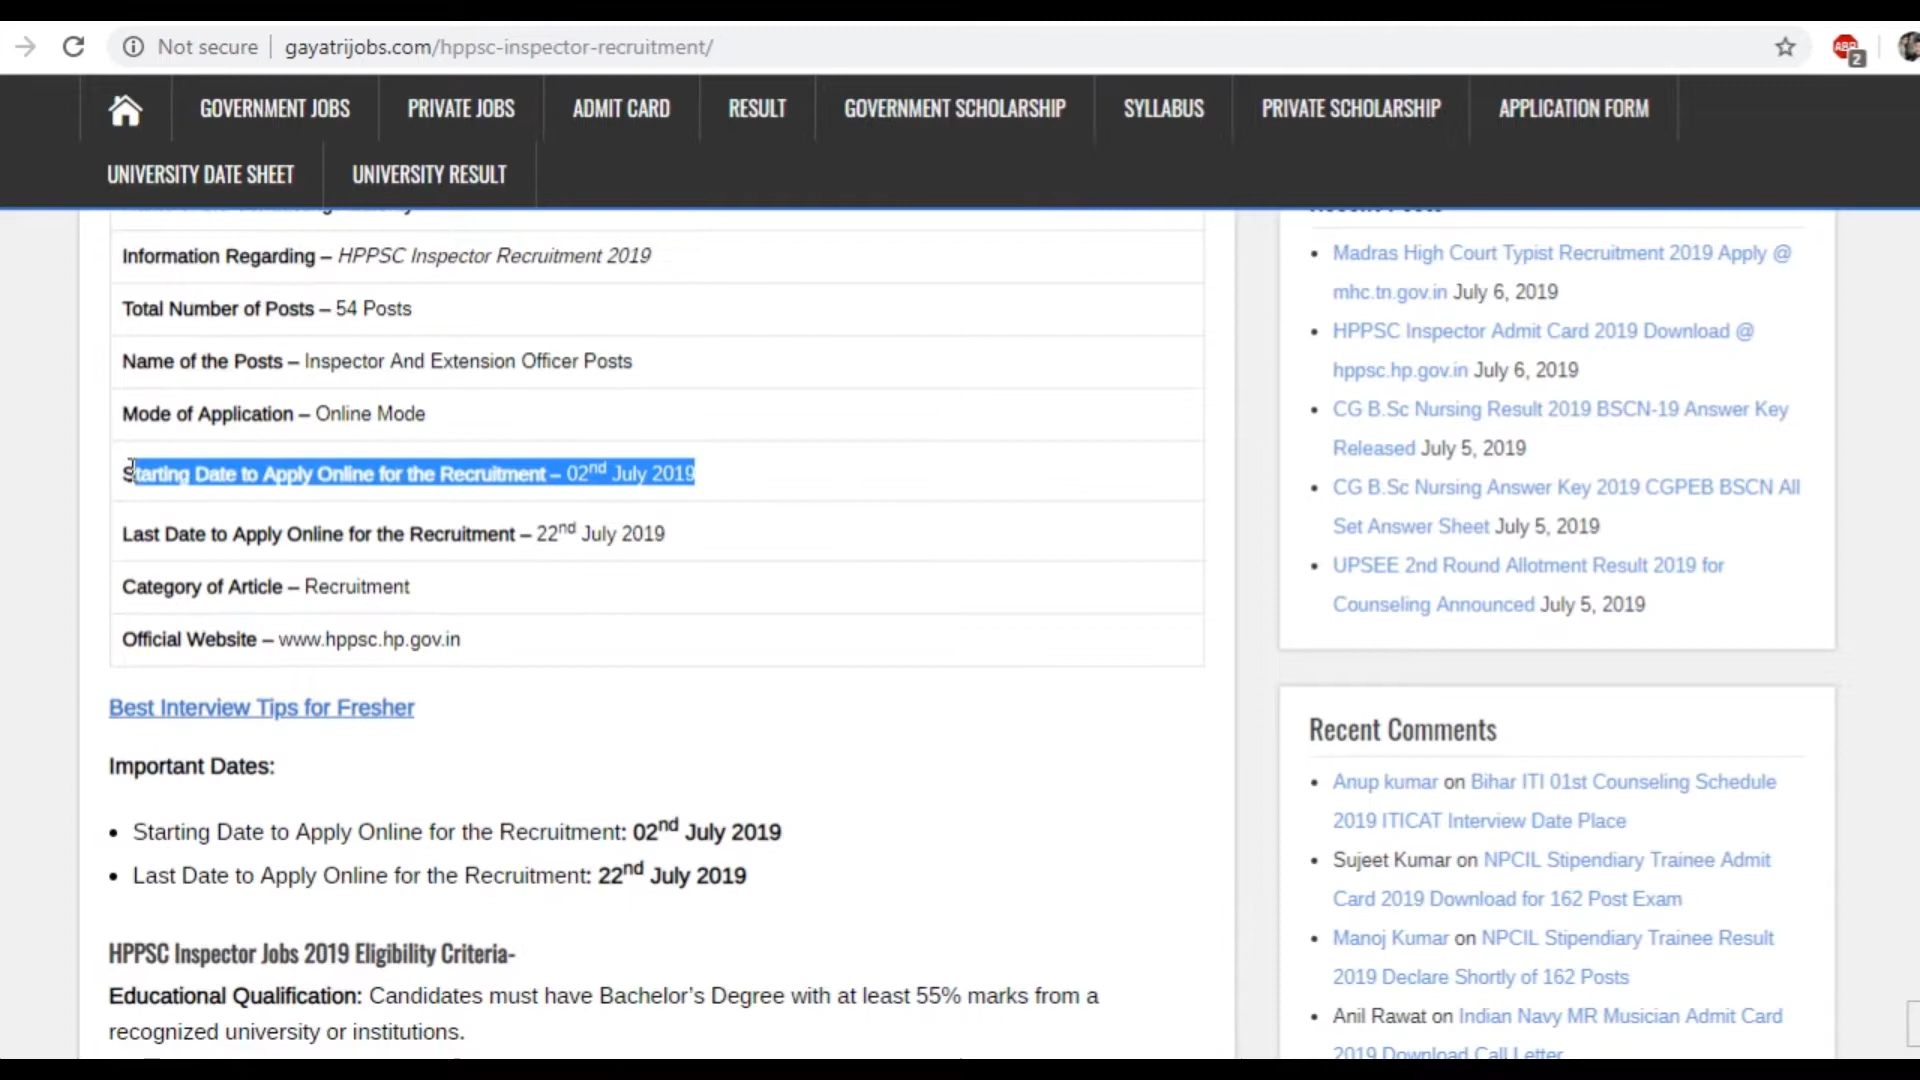 Not secure | gayatrijobs.com/hppsc-inspector-recruitment/
ABP 2
GOVERNMENT JOBS PRIVATE JOBS ADMIT CARD RESULT GOVERNMENT SCHOLARSHIP SYLLABUS PRIVATE SCHOLARSHIP APPLICATION FORM
UNIVERSITY DATE SHEET UNIVERSITY RESULT
Information Regarding – HPPSC Inspector Recruitment 2019
Total Number of Posts – 54 Posts
Name of the Posts – Inspector And Extension Officer Posts
Mode of Application – Online Mode
Starting Date to Apply Online for the Recruitment – 02nd July 2019
Last Date to Apply Online for the Recruitment – 22nd July 2019
Category of Article – Recruitment
Official Website – www.hppsc.hp.gov.in
Best Interview Tips for Fresher
Important Dates:
• Starting Date to Apply Online for the Recruitment: 02nd July 2019
• Last Date to Apply Online for the Recruitment: 22nd July 2019
HPPSC Inspector Jobs 2019 Eligibility Criteria-
Educational Qualification: Candidates must have Bachelor’s Degree with at least 55% marks from a
recognized university or institutions.
Recent Posts
• Madras High Court Typist Recruitment 2019 Apply @
mhc.tn.gov.in July 6, 2019
• HPPSC Inspector Admit Card 2019 Download @
hppsc.hp.gov.in July 6, 2019
• CG B.Sc Nursing Result 2019 BSCN-19 Answer Key
Released July 5, 2019
• CG B.Sc Nursing Answer Key 2019 CGPEB BSCN All
Set Answer Sheet July 5, 2019
• UPSEE 2nd Round Allotment Result 2019 for
Counseling Announced July 5, 2019
Recent Comments
• Anup kumar on Bihar ITI 01st Counseling Schedule
2019 ITICAT Interview Date Place
• Sujeet Kumar on NPCIL Stipendiary Trainee Admit
Card 2019 Download for 162 Post Exam
• Manoj Kumar on NPCIL Stipendiary Trainee Result
2019 Declare Shortly of 162 Posts
• Anil Rawat on Indian Navy MR Musician Admit Card
2019 Download Call Letter